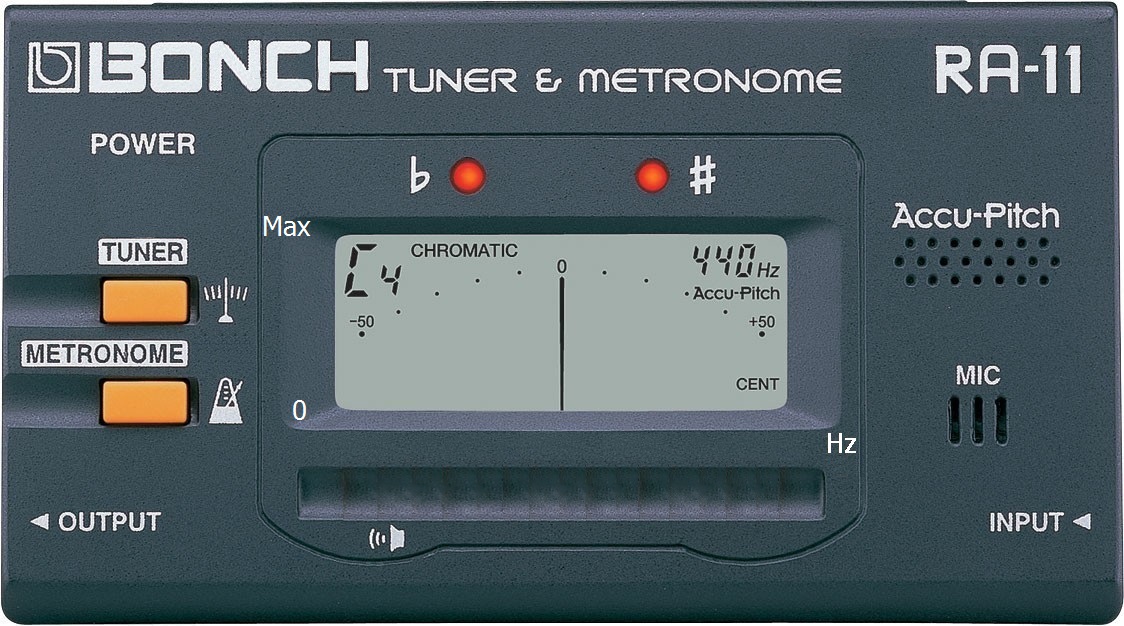 BONCH TUNER & METRONOME RA-11
POWER
♭ ♯
Max
Accu-Pitch
TUNER
C4 CHROMATIC 0 440Hz
Accu-Pitch
-50 +50
METRONOME
CENT
MIC
0
Hz
◄ OUTPUT
INPUT ◄